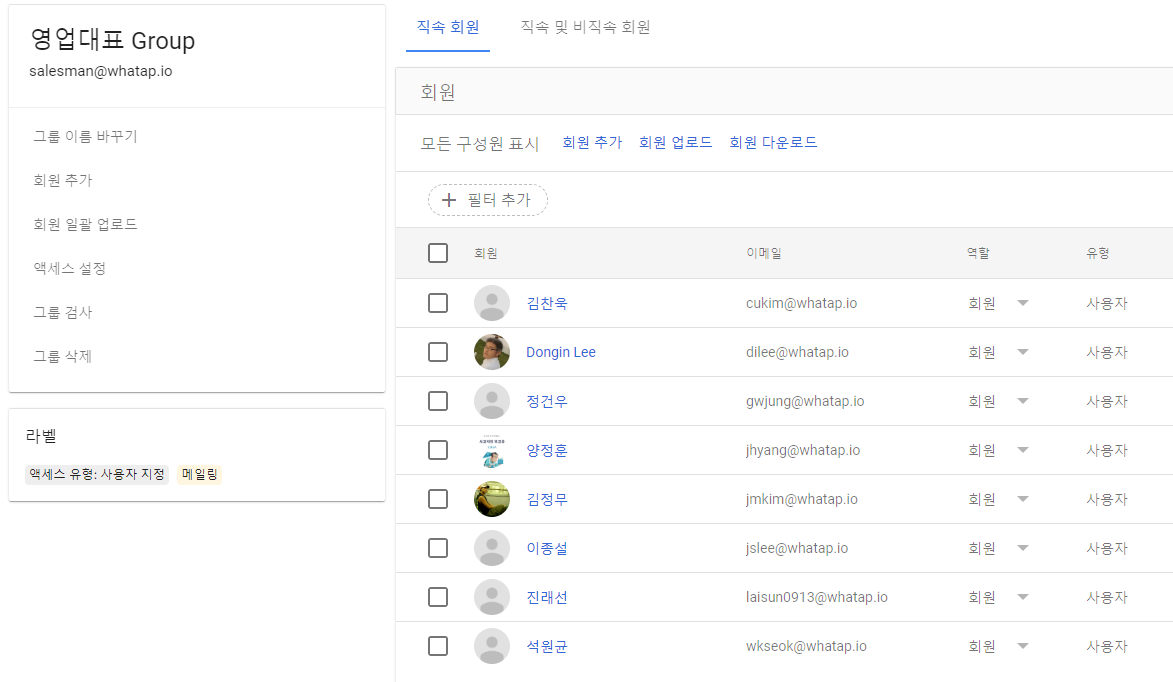 영업대표 Group
salesman@whatap.io
그룹 이름 바꾸기
회원 추가
회원 일괄 업로드
액세스 설정
그룹 검사
그룹 삭제
라벨
액세스 유형: 사용자 지정 메일링
직속 회원 직속 및 비직속 회원
회원
모든 구성원 표시 회원 추가 회원 업로드 회원 다운로드
필터 추가
회원 이메일 역할 유형
김찬욱 cukim@whatap.io 회원 사용자
Dongin Lee dilee@whatap.io 회원 사용자
정건우 gwjung@whatap.io 회원 사용자
양정훈 jhyang@whatap.io 회원 사용자
김정무 jmkim@whatap.io 회원 사용자
이종설 jslee@whatap.io 회원 사용자
진래선 laisun0913@whatap.io 회원 사용자
석원균 wkseok@whatap.io 회원 사용자